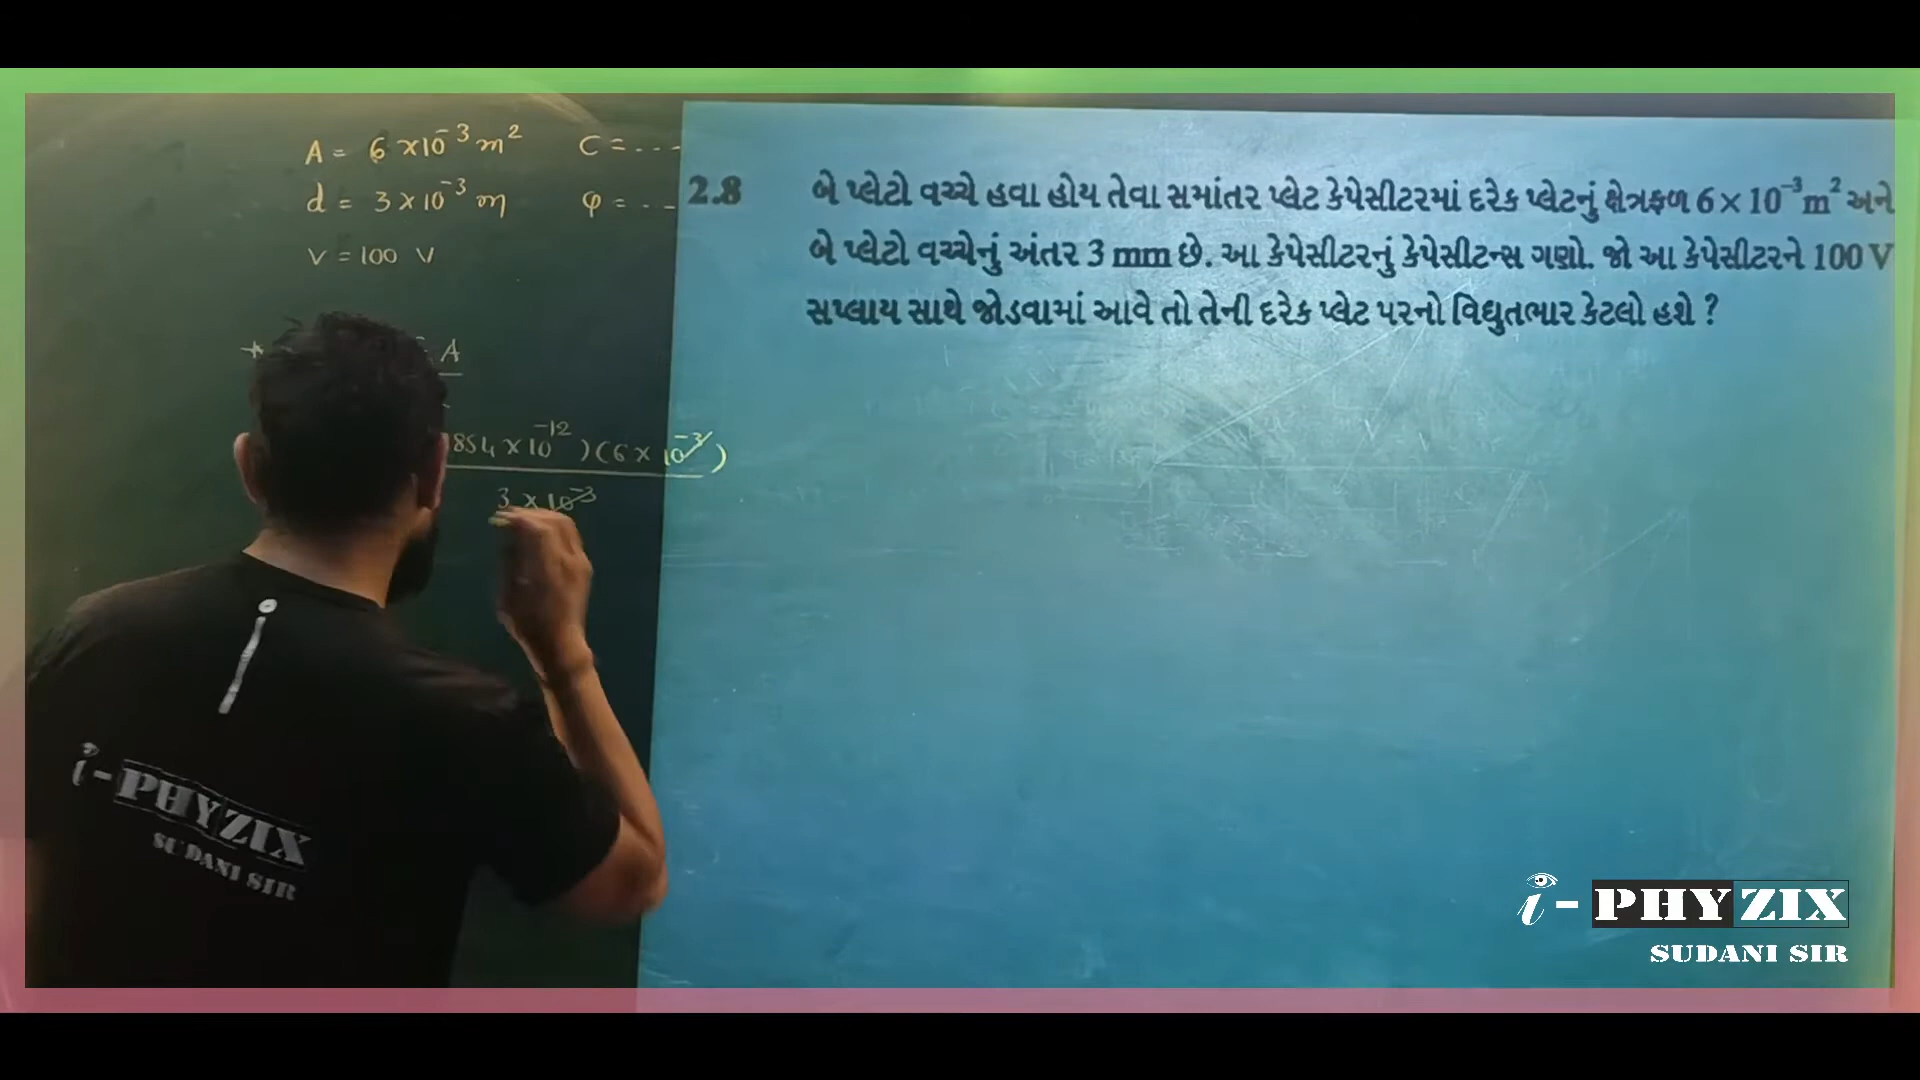 A = 6 × 10⁻³ m² C = . . .
d = 3 × 10⁻³ m φ = . . .
V = 100 V
A
854 × 10⁻¹² ) ( 6 × 10⁻³ )
3 × 10⁻³
2.8 બે પ્લેટો વચ્ચે હવા હોય તેવા સમાંતર પ્લેટ કેપેસીટરમાં દરેક પ્લેટનું ક્ષેત્રફળ 6 × 10⁻³ m² અને
બે પ્લેટો વચ્ચેનું અંતર 3 mm છે. આ કેપેસીટરનું કેપેસીટન્સ ગણો. જો આ કેપેસીટરને 100 V
સપ્લાય સાથે જોડવામાં આવે તો તેની દરેક પ્લેટ પરનો વિદ્યુતભાર કેટલો હશે ?
i - PHYZIX
SUDANI SIR
i - PHYZIX
SUDANI SIR